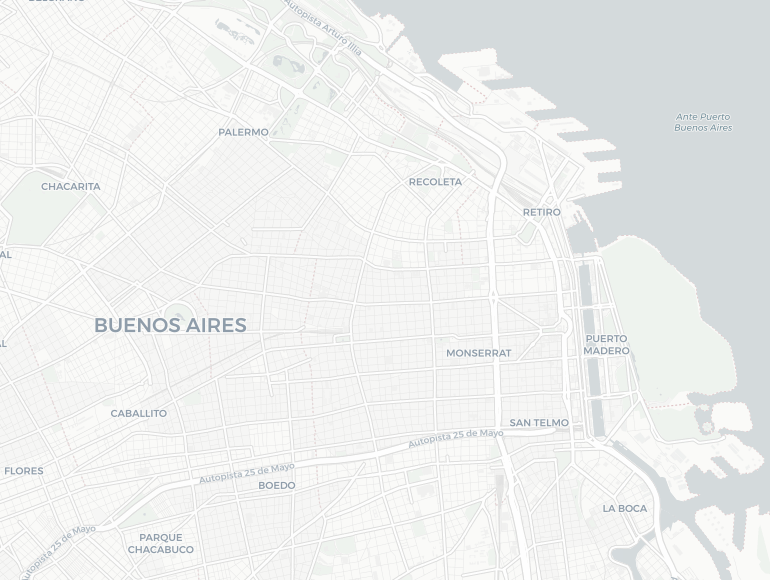 Autopista Arturo Illia
Ante Puerto
Buenos Aires
PALERMO
CHACARITA
RECOLETA
RETIRO
AL
BUENOS AIRES
PUERTO
MADERO
L
MONSERRAT
CABALLITO
SAN TELMO
Autopista 25 de Mayo
FLORES
Autopista 25 de Mayo
BOEDO
LA BOCA
Autopista 25 de Mayo
PARQUE
CHACABUCO